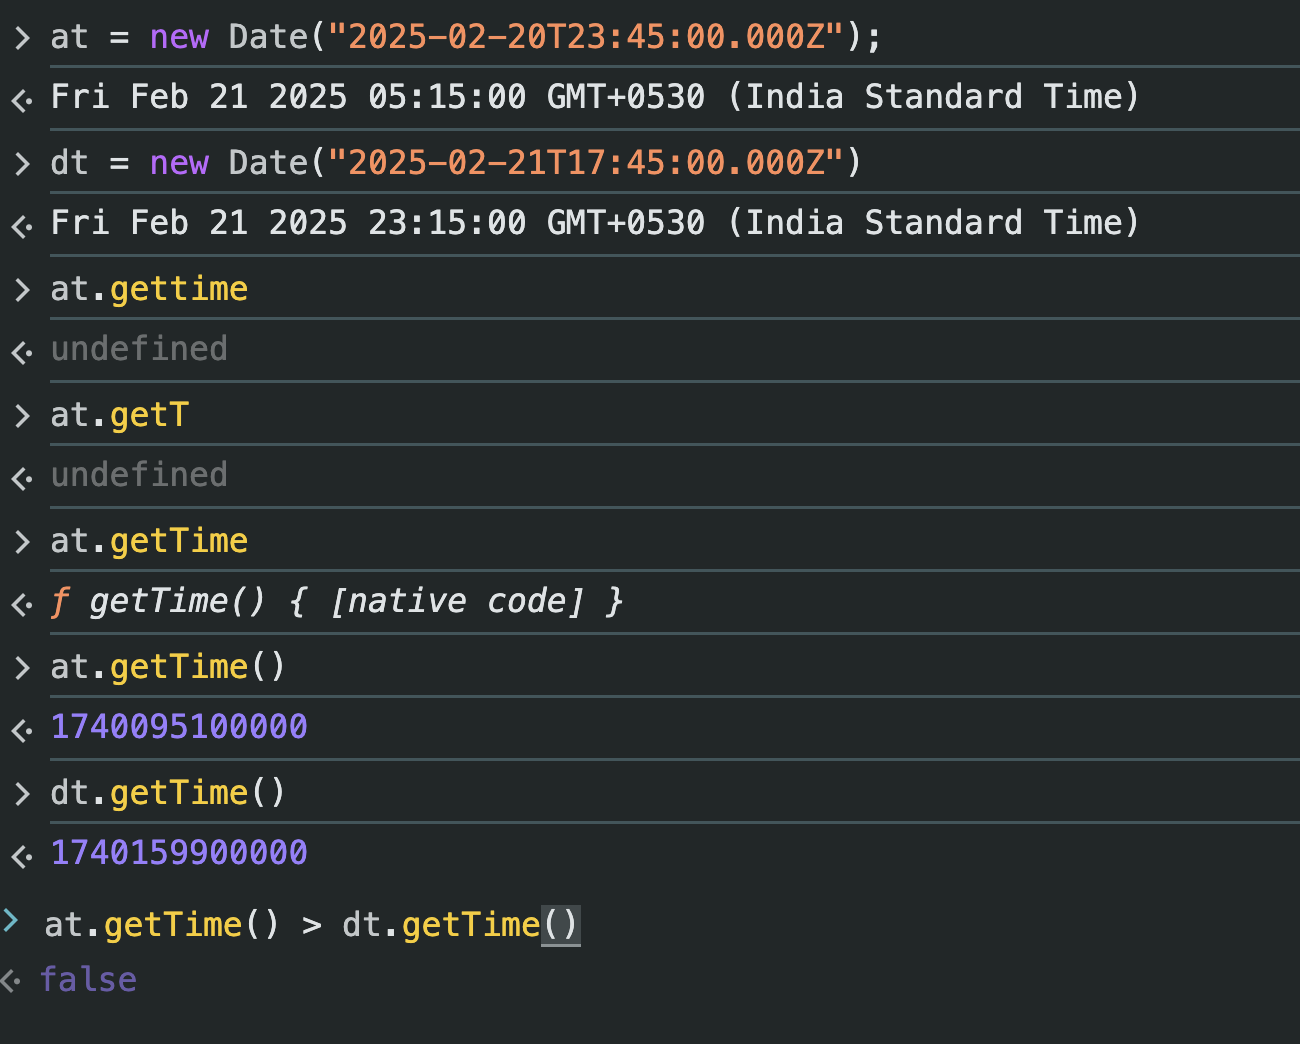 > at = new Date("2025-02-20T23:45:00.000Z");
Fri Feb 21 2025 05:15:00 GMT+0530 (India Standard Time)
> dt = new Date("2025-02-21T17:45:00.000Z")
Fri Feb 21 2025 23:15:00 GMT+0530 (India Standard Time)
> at.gettime
undefined
> at.getT
undefined
> at.getTime
ƒ getTime() { [native code] }
> at.getTime()
1740095100000
> dt.getTime()
1740159900000
> at.getTime() > dt.getTime()
false